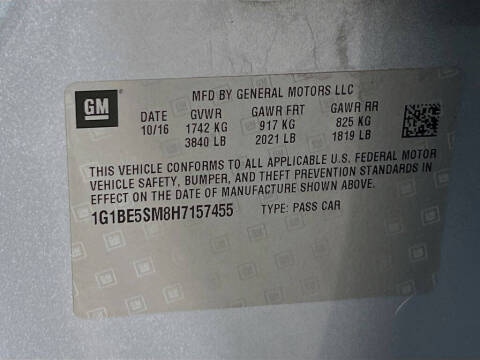 MFD BY GENERAL MOTORS LLC
GM
DATE GVWR GAWR FRT GAWR RR
10/16 1742 KG 917 KG 825 KG
3840 LB 2021 LB 1819 LB
THIS VEHICLE CONFORMS TO ALL APPLICABLE U.S. FEDERAL MOTOR
VEHICLE SAFETY, BUMPER, AND THEFT PREVENTION STANDARDS IN
EFFECT ON THE DATE OF MANUFACTURE SHOWN ABOVE.
1G1BE5SM8H7157455 TYPE: PASS CAR